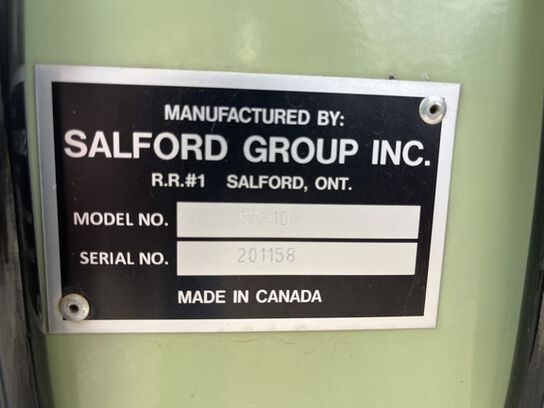 MANUFACTURED BY:
SALFORD GROUP INC.
R.R.#1 SALFORD, ONT.
MODEL NO.
SERIAL NO. 201158
MADE IN CANADA